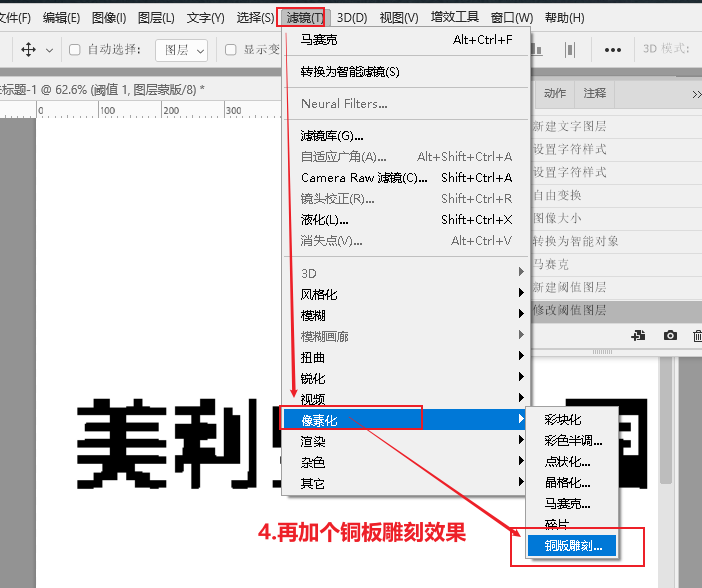 文件(F) 编辑(E) 图像(I) 图层(L) 文字(Y) 选择(S) 滤镜(T) 3D(D) 视图(V) 增效工具 窗口(W) 帮助(H)
自动选择: 图层 显示变 3D 模式:
标题-1 @ 62.6% (阈值 1, 图层蒙版/8) *
0 100 200 300
马赛克 Alt+Ctrl+F
转换为智能滤镜(S)
Neural Filters...
滤镜库(G)...
自适应广角(A)... Alt+Shift+Ctrl+A
Camera Raw 滤镜(C)... Shift+Ctrl+A
镜头校正(R)... Shift+Ctrl+R
液化(L)... Shift+Ctrl+X
消失点(V)... Alt+Ctrl+V
3D
风格化
模糊
模糊画廊
扭曲
锐化
视频
像素化
渲染
杂色
其它
彩块化
彩色半调...
点状化...
晶格化...
马赛克...
碎片
铜版雕刻...
动作 注释
新建文字图层
设置字符样式
设置字符样式
自由变换
图像大小
转换为智能对象
马赛克
新建阈值图层
修改阈值图层
美利
4.再加个铜板雕刻效果